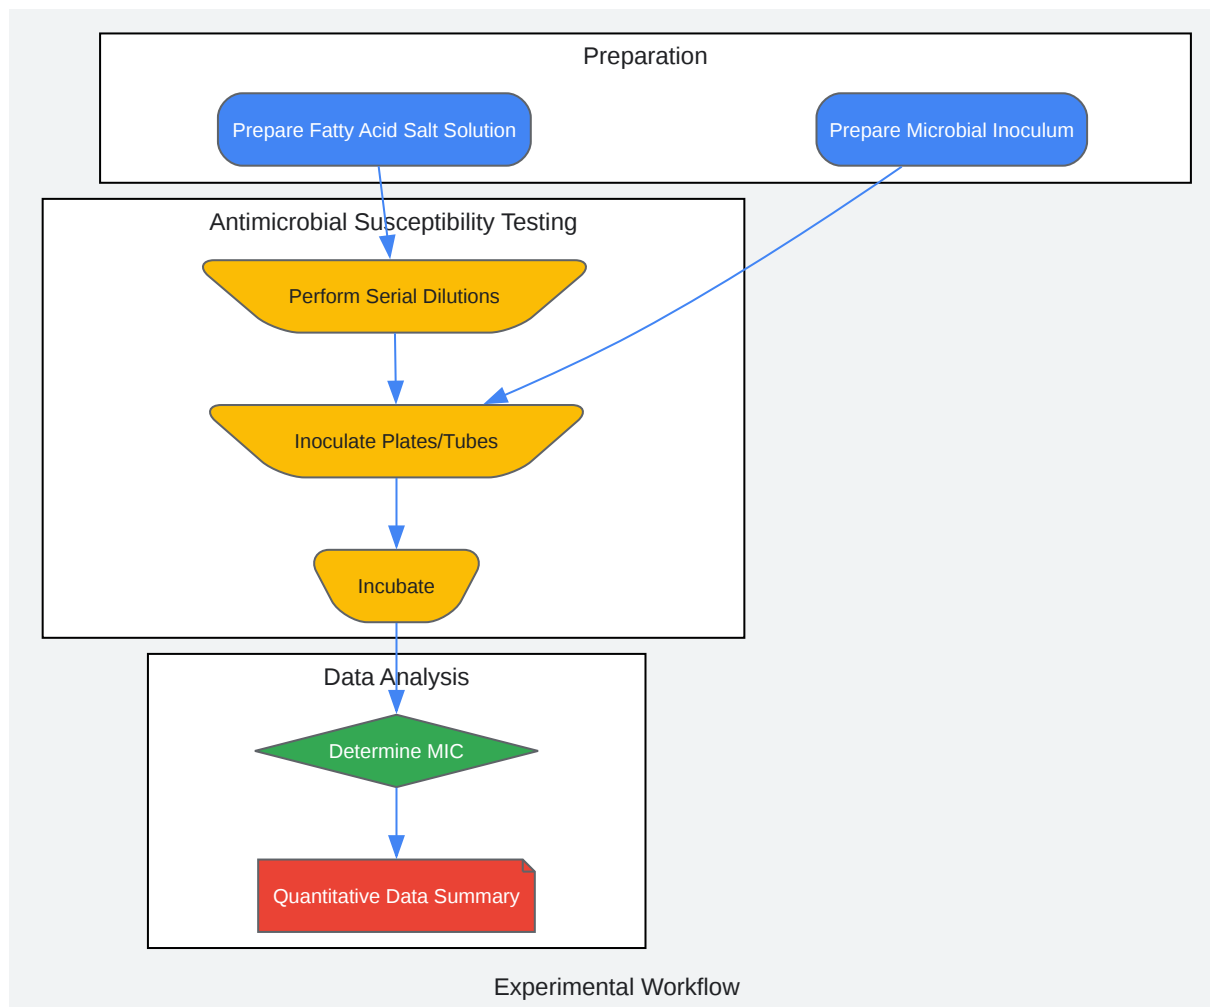 Preparation
Prepare Fatty Acid Salt Solution
Prepare Microbial Inoculum
Antimicrobial Susceptibility Testing
Perform Serial Dilutions
Inoculate Plates/Tubes
Incubate
Data Analysis
Determine MIC
Quantitative Data Summary
Experimental Workflow